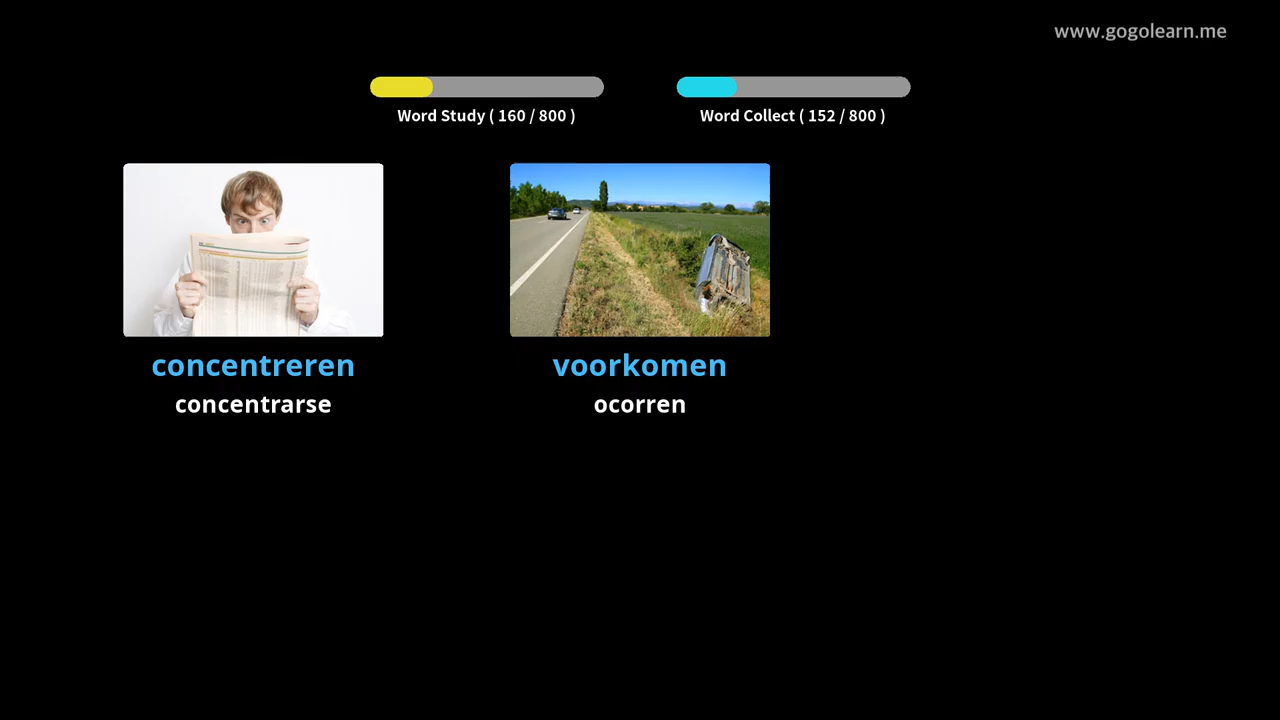 www.gogolearn.me
Word Study ( 160 / 800 )
Word Collect ( 152 / 800 )
concentreren
concentrarse
voorkomen
ocorren